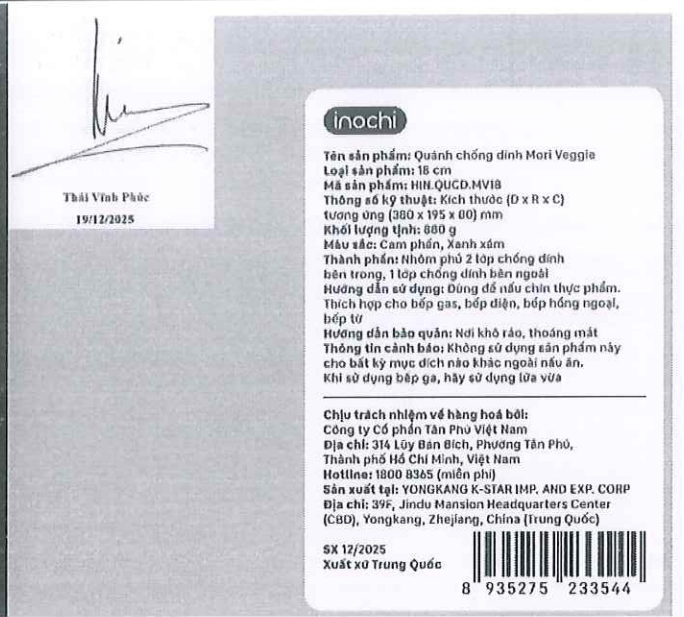 Thái Vĩnh Phúc
19/12/2025
inochi
Tên sản phẩm: Quánh chống dính Mori Veggie
Loại sản phẩm: 18 cm
Mã sản phẩm: HIN.QUCD.MV18
Thông số kỹ thuật: Kích thước (D x R x C)
tương ứng (380 x 195 x 80) mm
Khối lượng tịnh: 680 g
Màu sắc: Cam phấn, Xanh xám
Thành phần: Nhôm phủ 2 lớp chống dính
bên trong, 1 lớp chống dính bên ngoài
Hướng dẫn sử dụng: Dùng để nấu chín thực phẩm.
Thích hợp cho bếp gas, bếp điện, bếp hồng ngoại,
bếp từ
Hướng dẫn bảo quản: Nơi khô ráo, thoáng mát
Thông tin cảnh báo: Không sử dụng sản phẩm này
cho bất kỳ mục đích nào khác ngoài nấu ăn.
Khi sử dụng bếp ga, hãy sử dụng lửa vừa
Chịu trách nhiệm về hàng hoá bởi:
Công ty Cổ phần Tân Phú Việt Nam
Địa chỉ: 314 Lũy Bán Bích, Phường Tân Phú,
Thành phố Hồ Chí Minh, Việt Nam
Hotline: 1800 8365 (miễn phí)
Sản xuất tại: YONGKANG K-STAR IMP. AND EXP. CORP
Địa chỉ: 39F, Jindu Mansion Headquarters Center
(CBD), Yongkang, Zhejiang, China (Trung Quốc)
SX 12/2025
Xuất xứ Trung Quốc
8 935275 233544